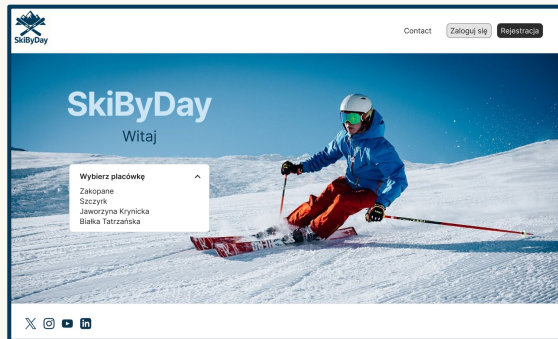 SkiByDay
Contact
Zaloguj się
Rejestracja
SkiByDay
Witaj
Wybierz placówkę
Zakopane
Szczyrk
Jaworzyna Krynicka
Białka Tatrzańska